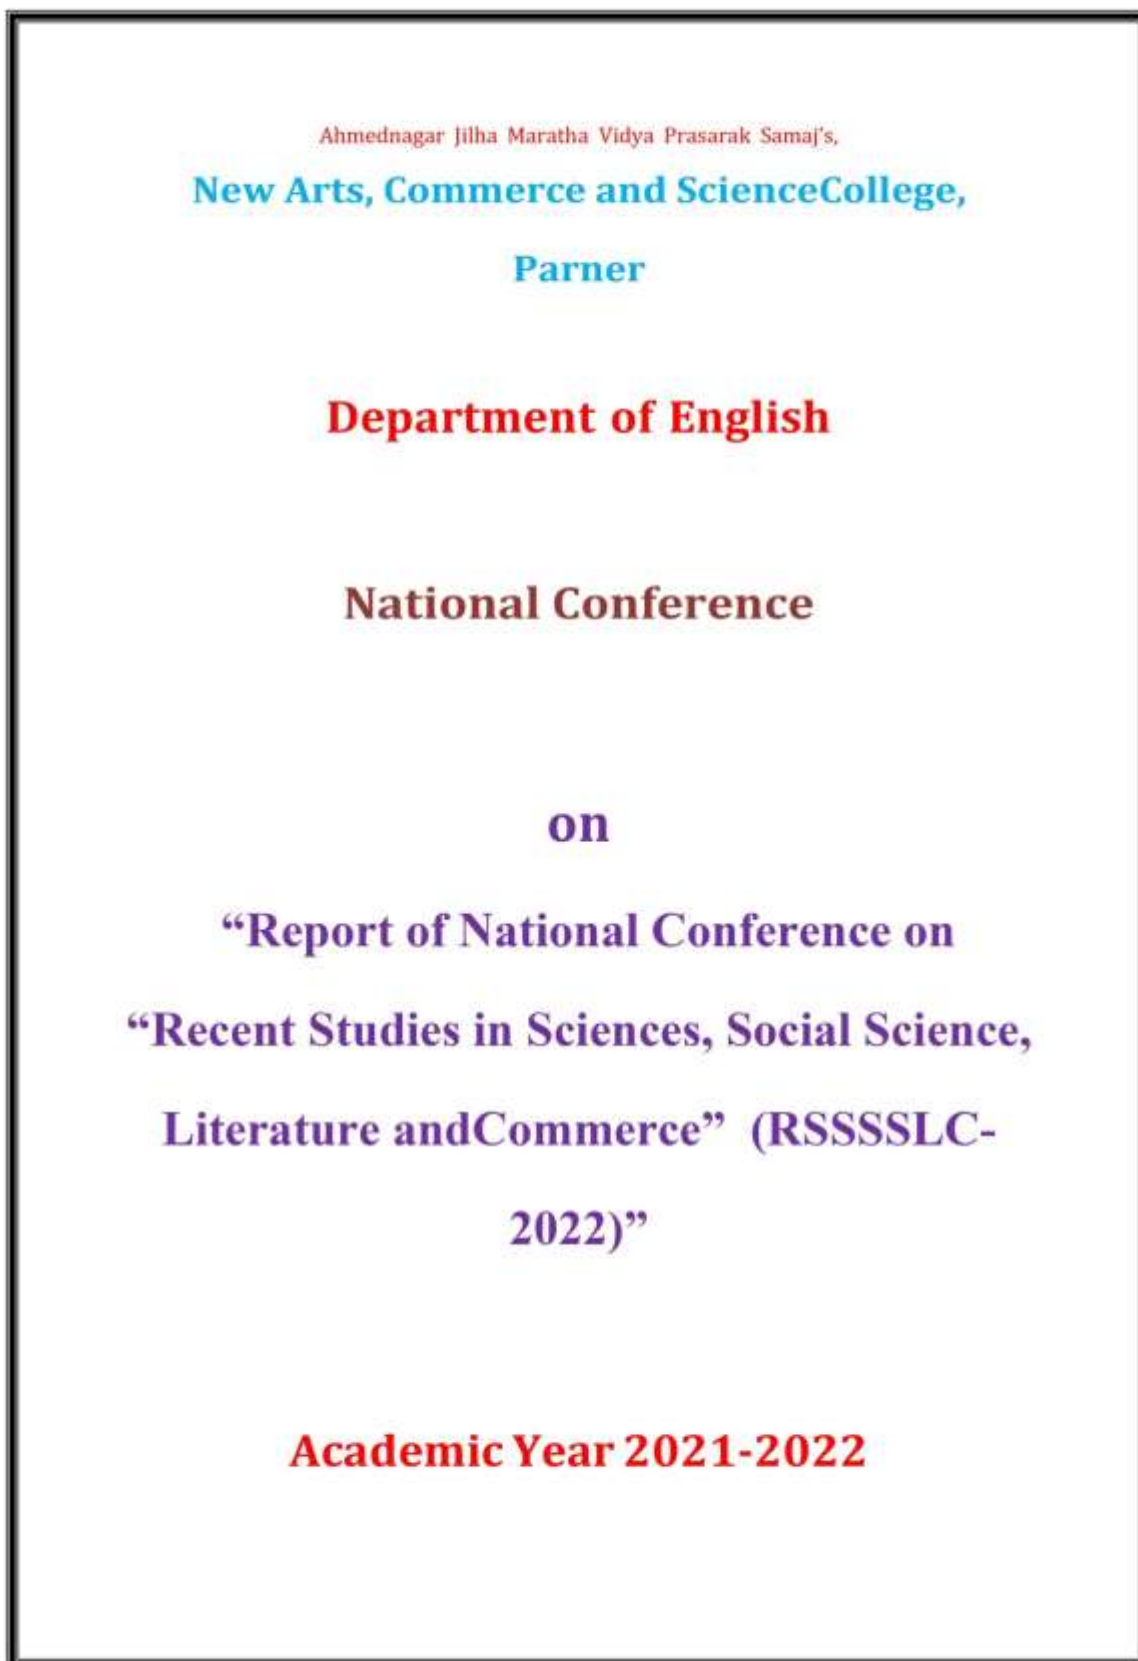 Ahmednagar Jilha Maratha Vidya Prasarak Samaj's,
New Arts, Commerce and ScienceCollege,
Parner
Department of English
National Conference
on
“Report of National Conference on
“Recent Studies in Sciences, Social Science,
Literature andCommerce” (RSSSSLC-
2022)”
Academic Year 2021-2022